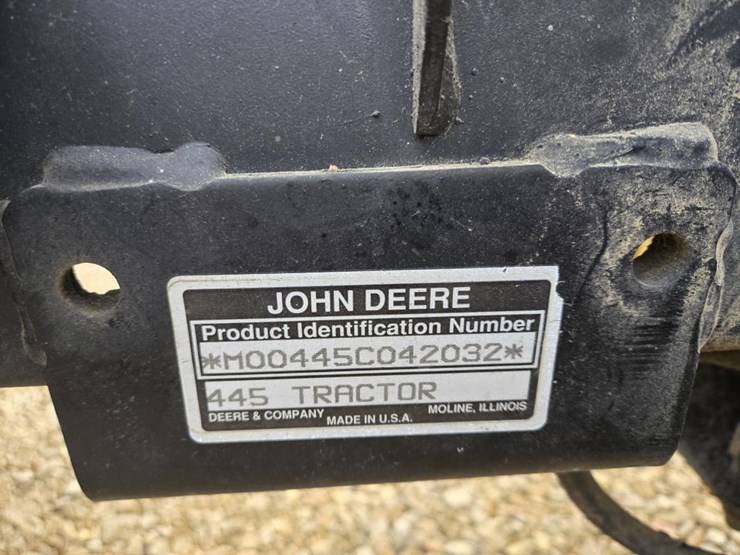 JOHN DEERE
Product Identification Number
*M00445C042032*
445 TRACTOR
DEERE & COMPANY MADE IN U.S.A. MOLINE, ILLINOIS